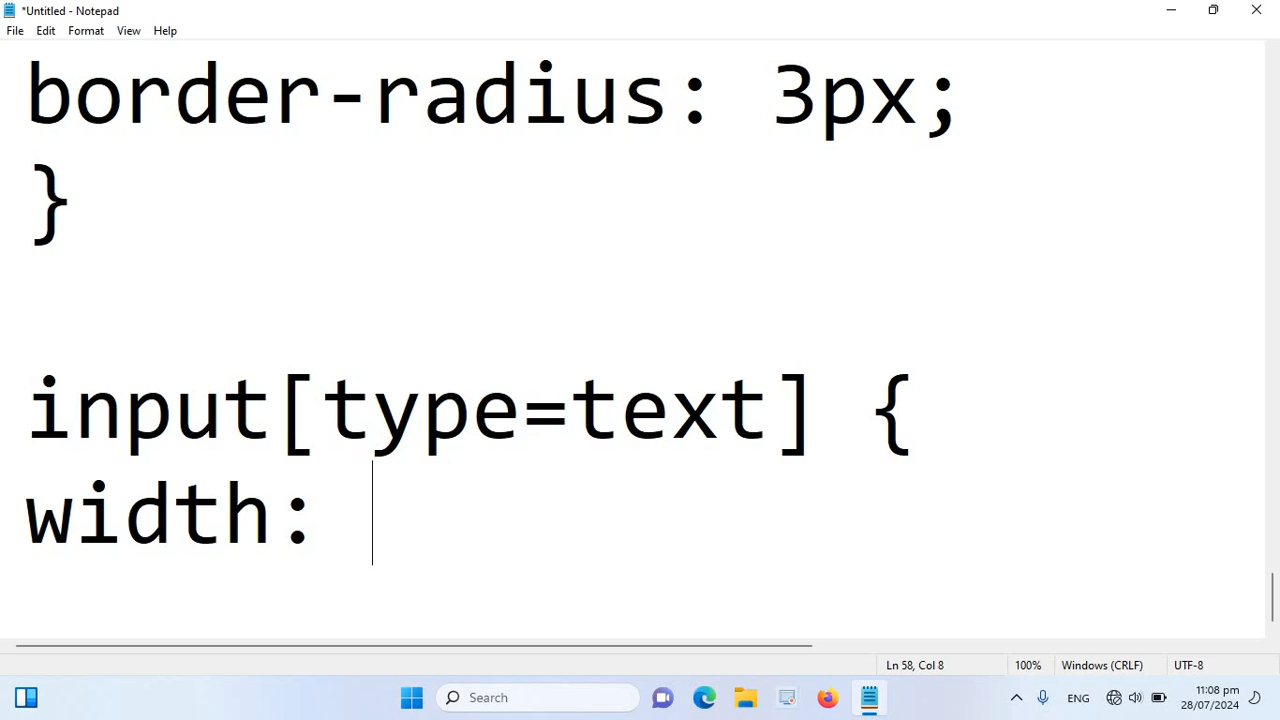 *Untitled - Notepad
File Edit Format View Help
border-radius: 3px;
}
input[type=text] {
width:
Ln 58, Col 8 100% Windows (CRLF) UTF-8
Search ENG 11:08 pm
28/07/2024